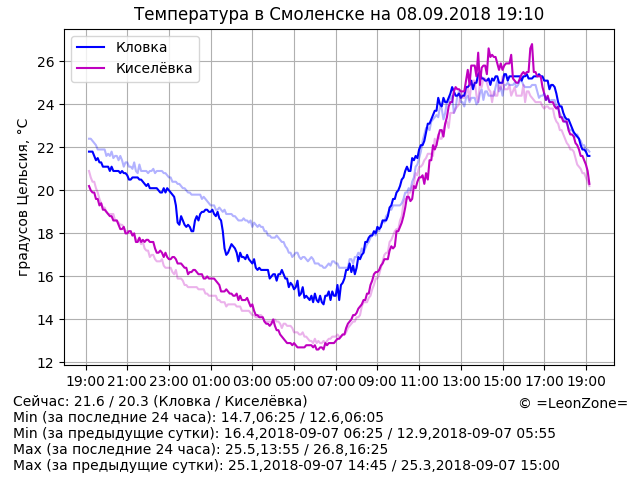 Температура в Смоленске на 08.09.2018 19:10
Кловка
Киселёвка
градусов Цельсия, °C
26
24
22
20
18
16
14
12
19:00 21:00 23:00 01:00 03:00 05:00 07:00 09:00 11:00 13:00 15:00 17:00 19:00
Сейчас: 21.6 / 20.3 (Кловка / Киселёвка)
© =LeonZone=
Min (за последние 24 часа): 14.7,06:25 / 12.6,06:05
Min (за предыдущие сутки): 16.4,2018-09-07 06:25 / 12.9,2018-09-07 05:55
Max (за последние 24 часа): 25.5,13:55 / 26.8,16:25
Max (за предыдущие сутки): 25.1,2018-09-07 14:45 / 25.3,2018-09-07 15:00